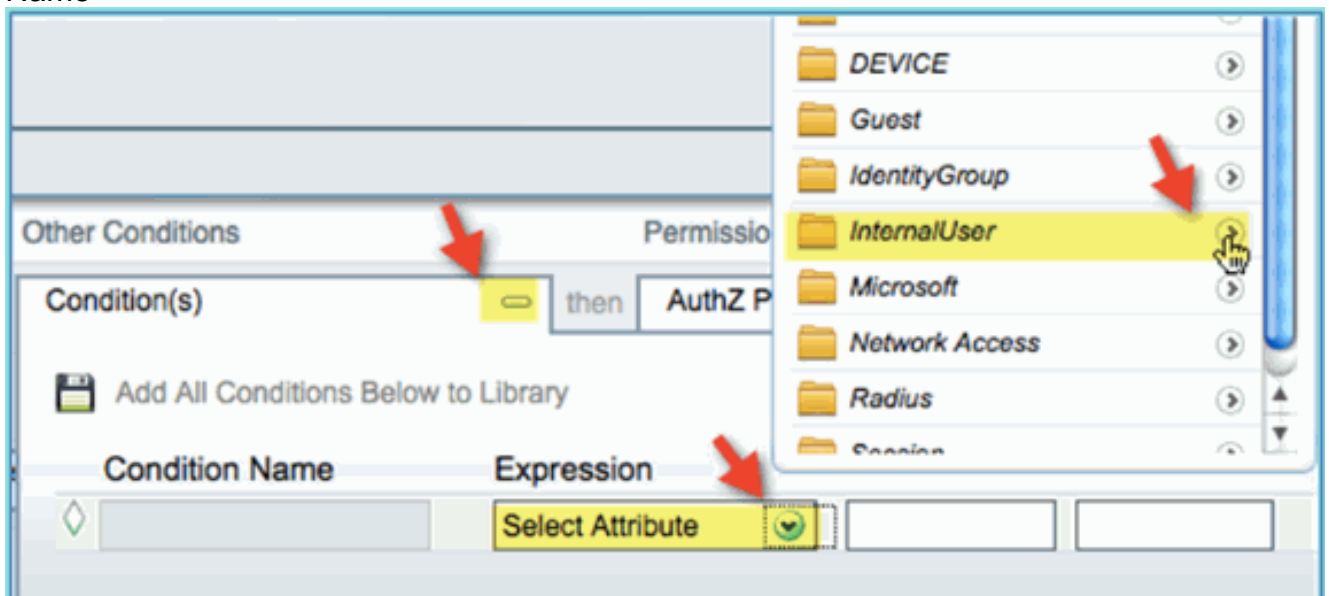 DEVICE
Guest
IdentityGroup
Other Conditions
Permissio
InternalUser
Condition(s)
then
AuthZ P
Microsoft
Network Access
Add All Conditions Below to Library
Radius
Condition Name
Expression
Select Attribute